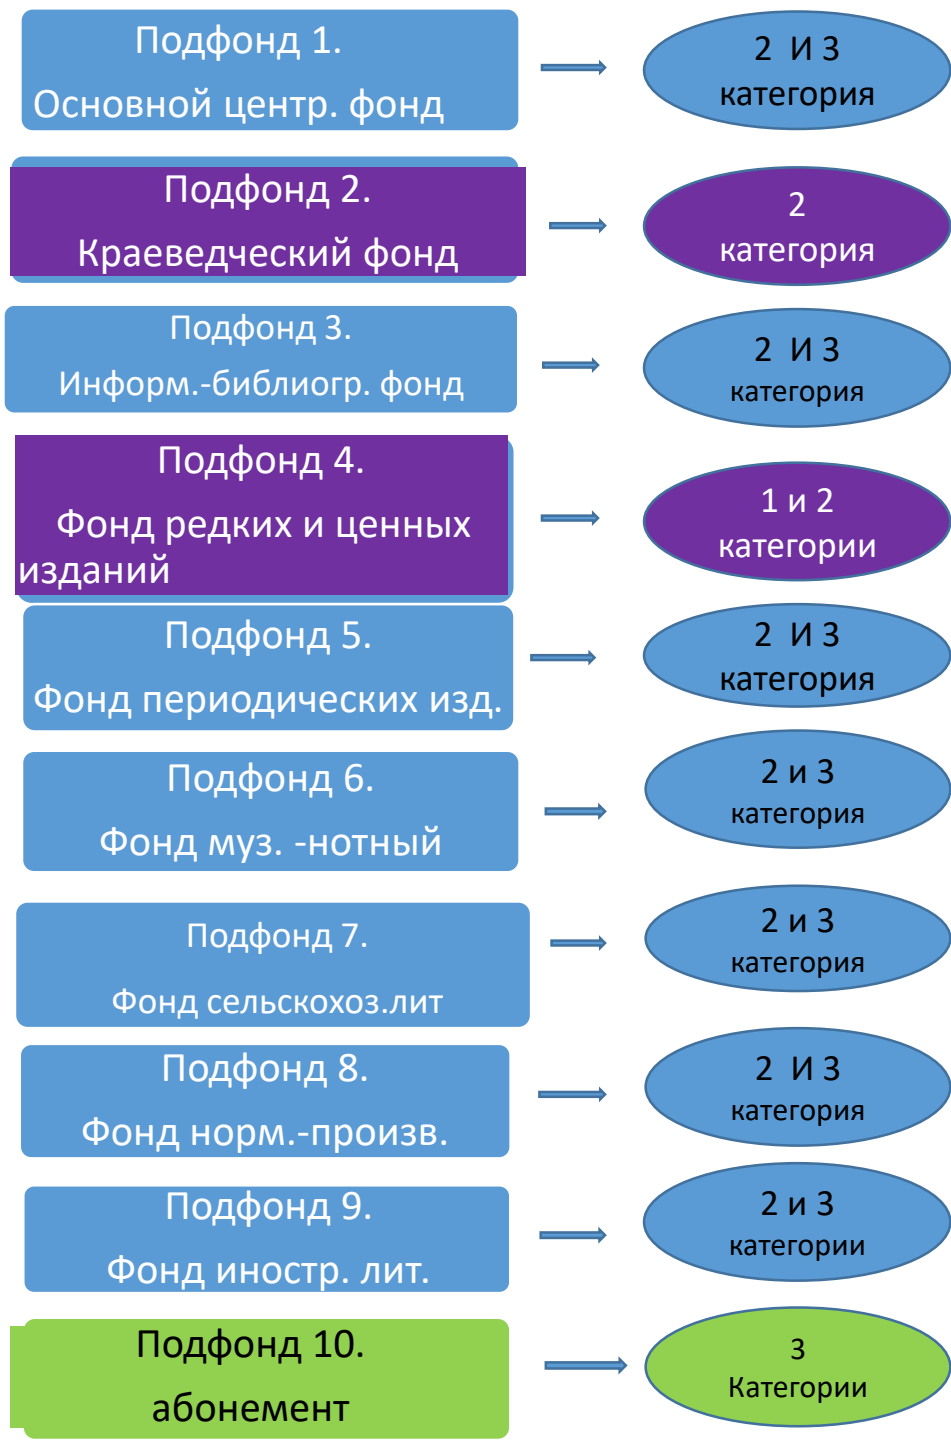 Подфонд 1.
Основной центр. фонд
2 И 3
категория
Подфонд 2.
Краеведческий фонд
2
категория
Подфонд 3.
Информ.-библиогр. фонд
2 И 3
категория
Подфонд 4.
Фонд редких и ценных
изданий
1 и 2
категории
Подфонд 5.
Фонд периодических изд.
2 И 3
категория
Подфонд 6.
Фонд муз. -нотный
2 и 3
категория
Подфонд 7.
Фонд сельскохоз.лит
2 и 3
категория
Подфонд 8.
Фонд норм.-произв.
2 И 3
категория
Подфонд 9.
Фонд иностр. лит.
2 и 3
категории
Подфонд 10.
абонемент
3
Категории